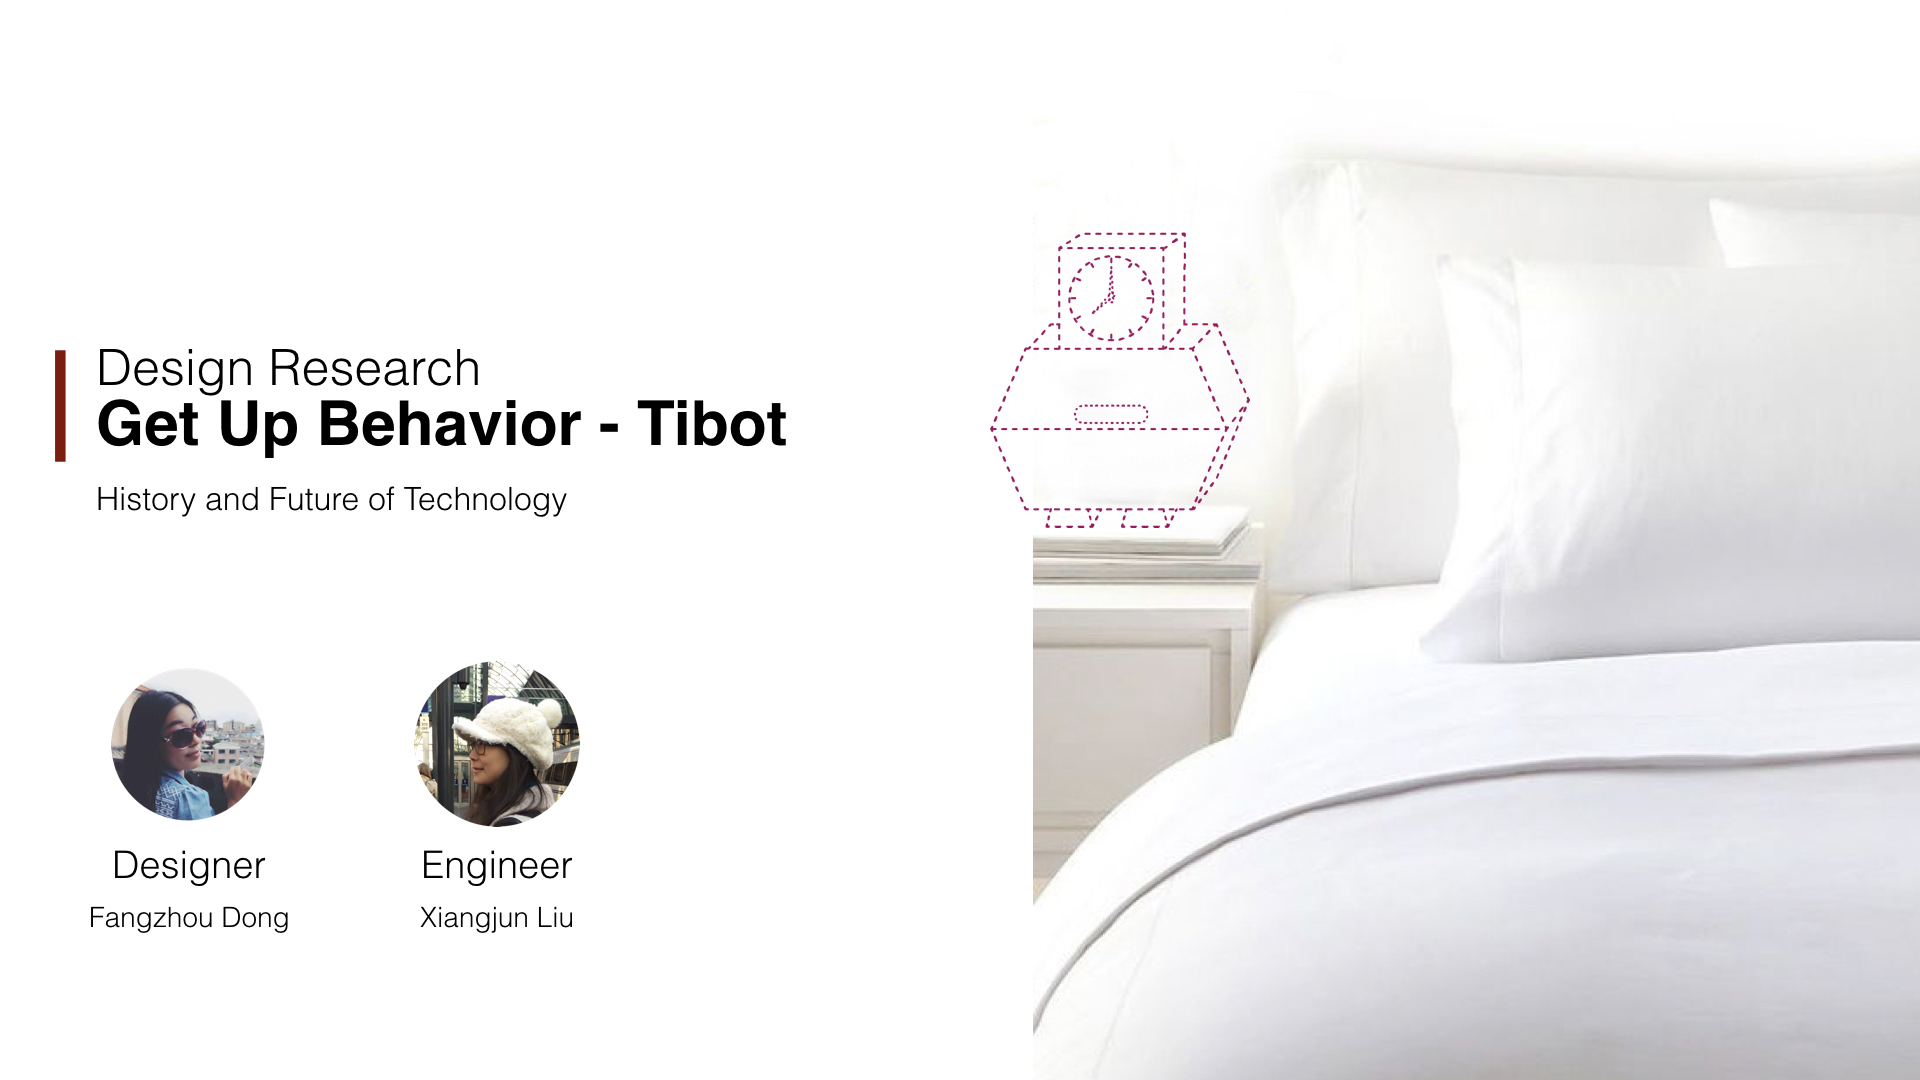 Design Research
Get Up Behavior - Tibot
History and Future of Technology
Designer
Fangzhou Dong
Engineer
Xiangjun Liu